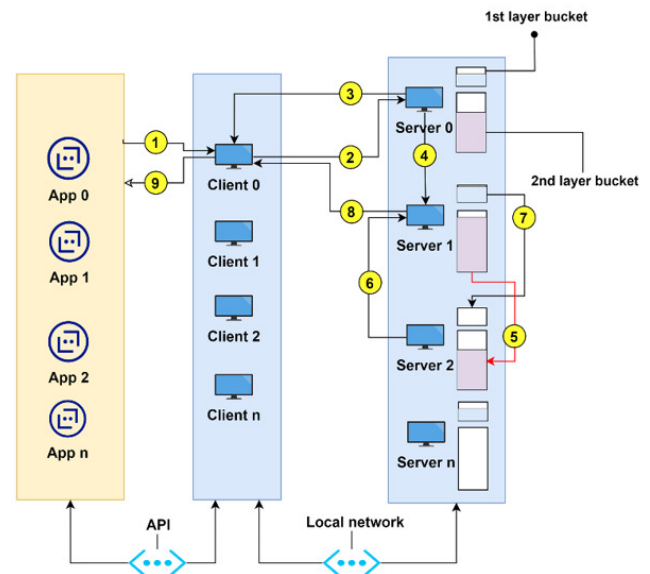 1st layer bucket
3
Server 0
1
2
4
9
App 0
Client 0
2nd layer bucket
8
7
App 1
Client 1
Server 1
6
5
App 2
Client 2
Server 2
App n
Client n
Server n
API
Local network